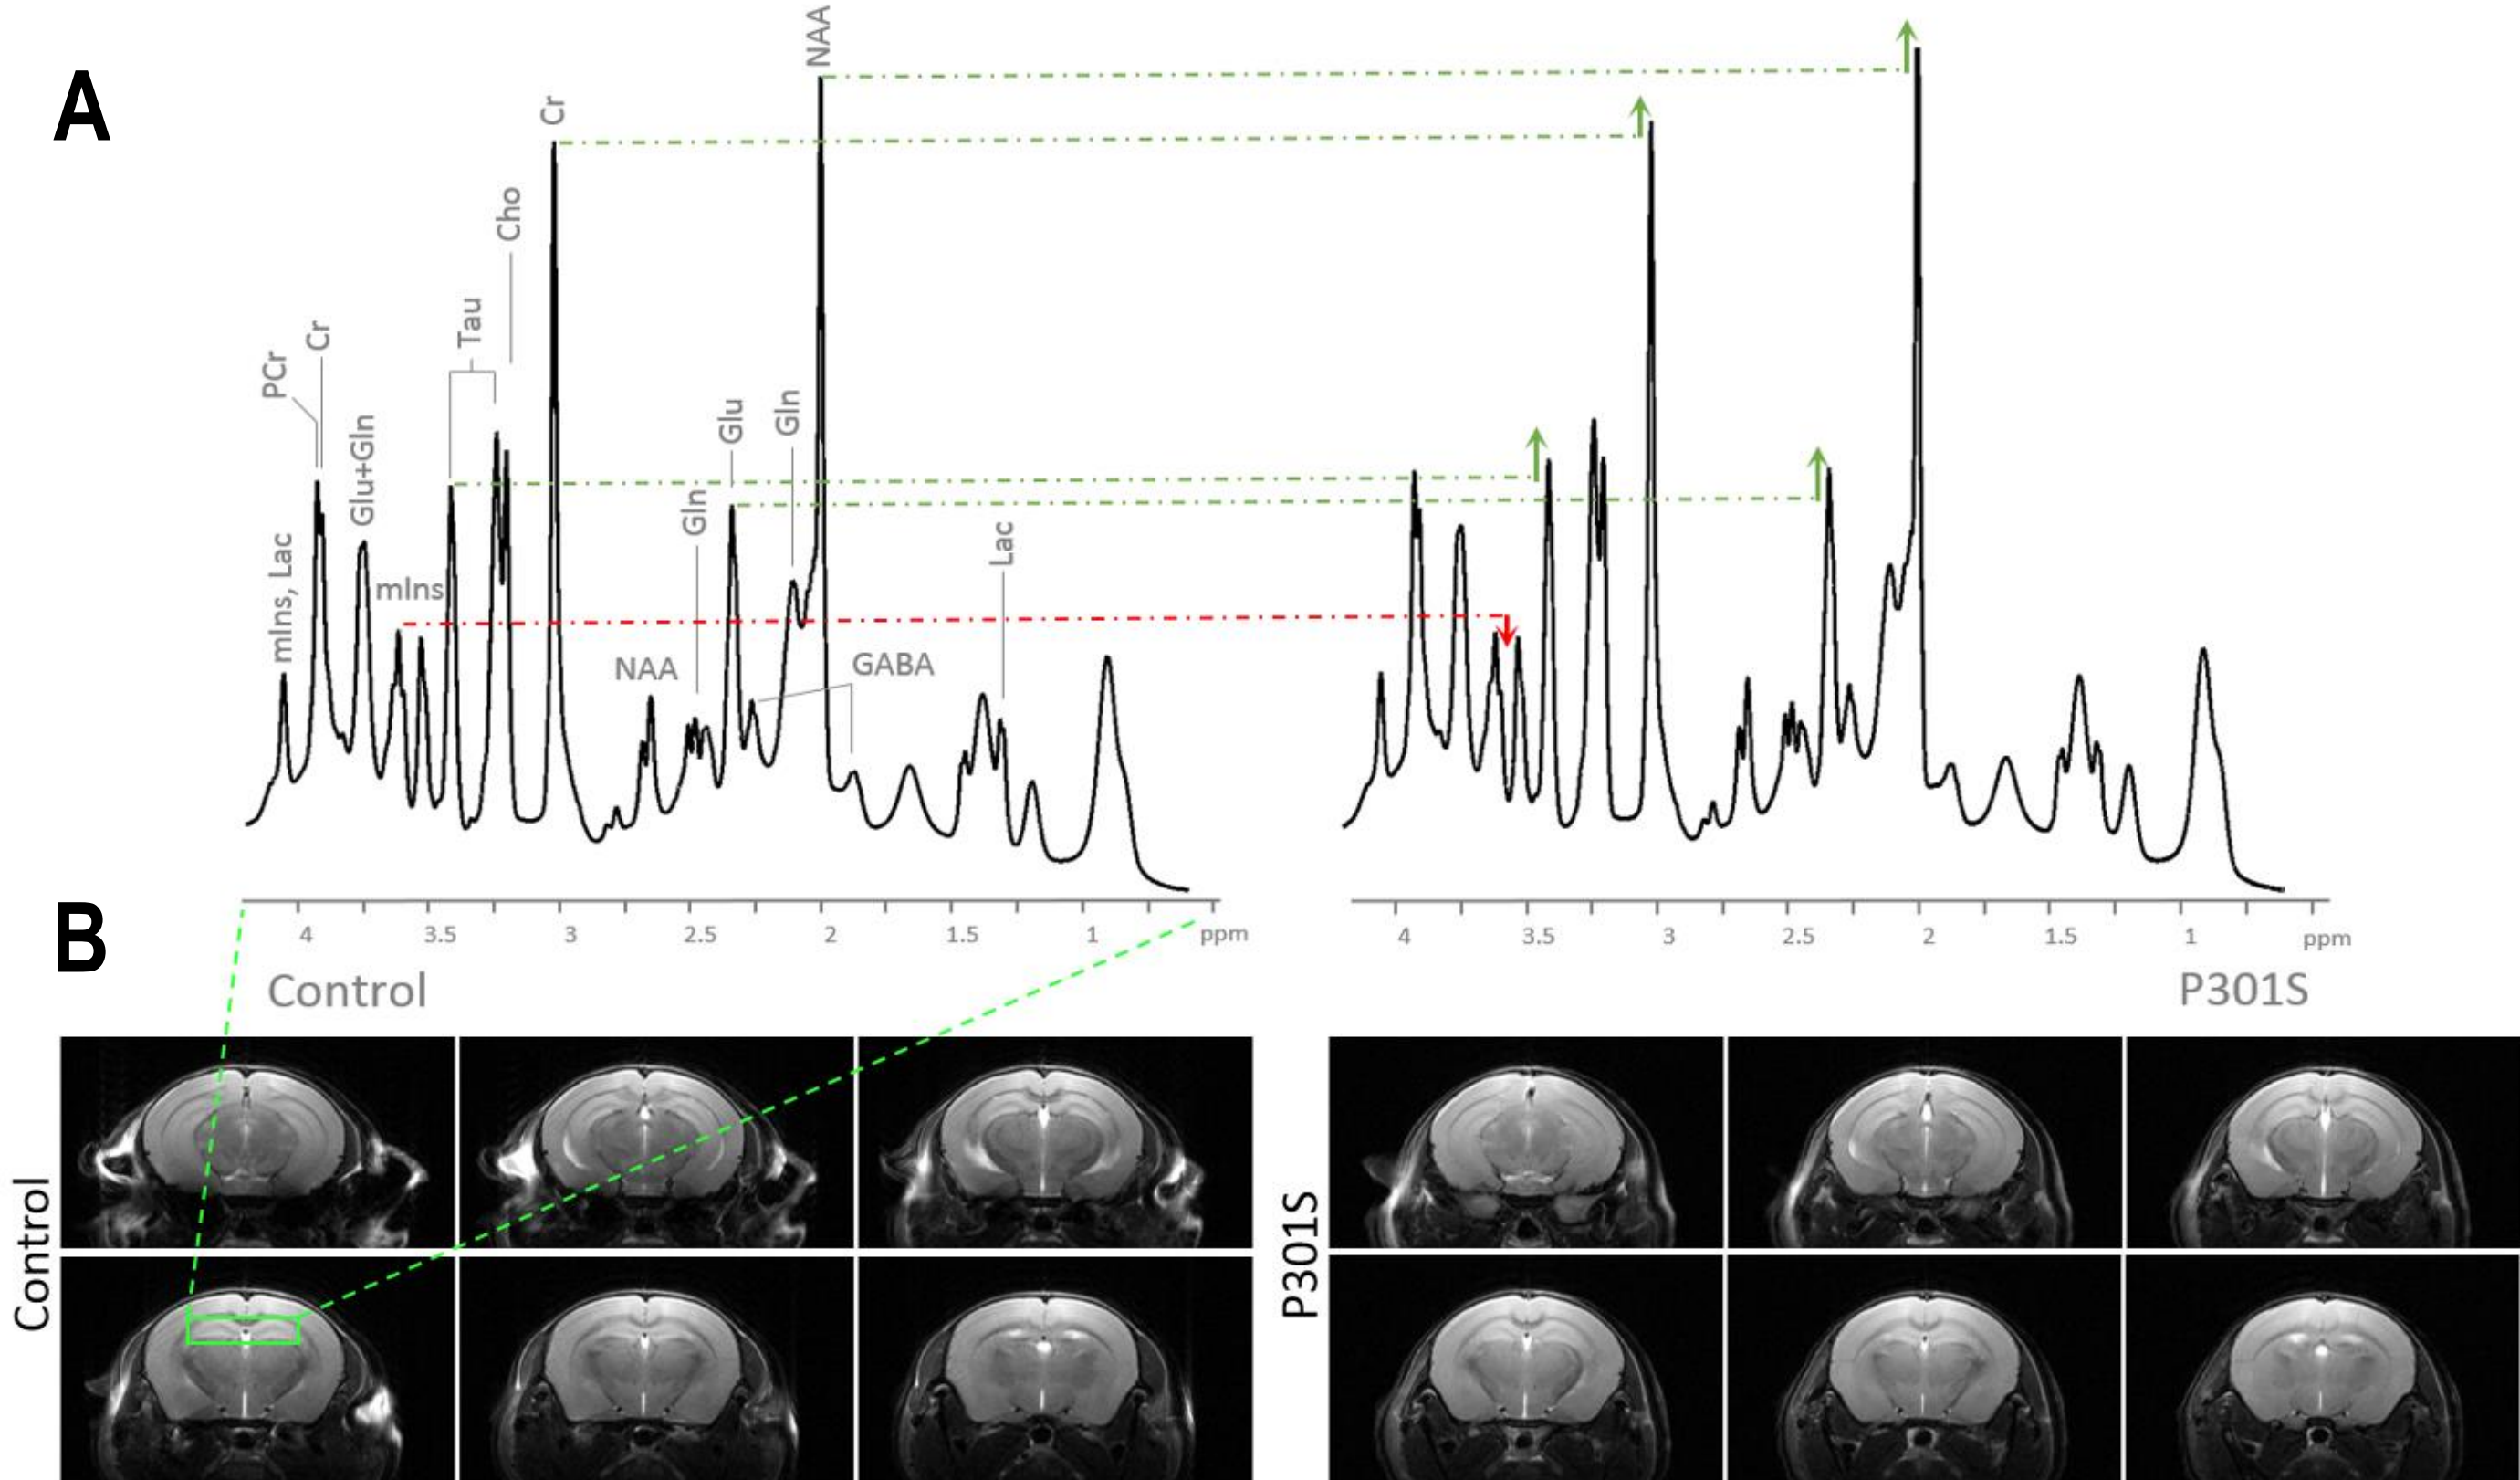 A
NAA
Cr
Cho
Tau
PCr
Cr
Glu+Gln
mIns, Lac
mIns
Glu
Gln
Gln
NAA
GABA
Lac
4 3.5 3 2.5 2 1.5 1 ppm
4 3.5 3 2.5 2 1.5 1 ppm
B
Control
P301S
Control
P301S